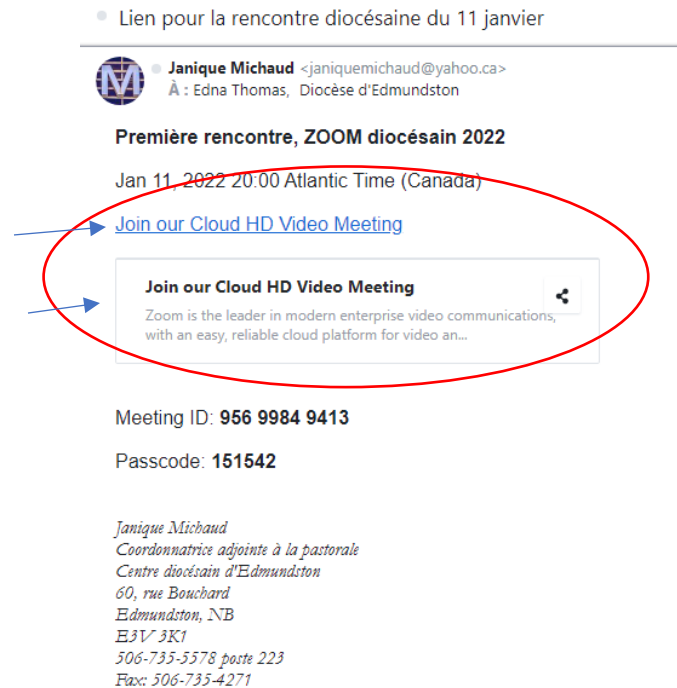 Lien pour la rencontre diocésaine du 11 janvier
Janique Michaud <janiquemichaud@yahoo.ca>
À : Edna Thomas, Diocèse d'Edmundston
Première rencontre, ZOOM diocésain 2022
Jan 11, 2022 20:00 Atlantic Time (Canada)
Join our Cloud HD Video Meeting
Join our Cloud HD Video Meeting
Zoom is the leader in modern enterprise video communications,
with an easy, reliable cloud platform for video an...
Meeting ID: 956 9984 9413
Passcode: 151542
Janique Michaud
Coordonnatrice adjointe à la pastorale
Centre diocésain d'Edmundston
60, rue Bouchard
Edmundston, NB
E3V 3K1
506-735-5578 poste 223
Fax: 506-735-4271